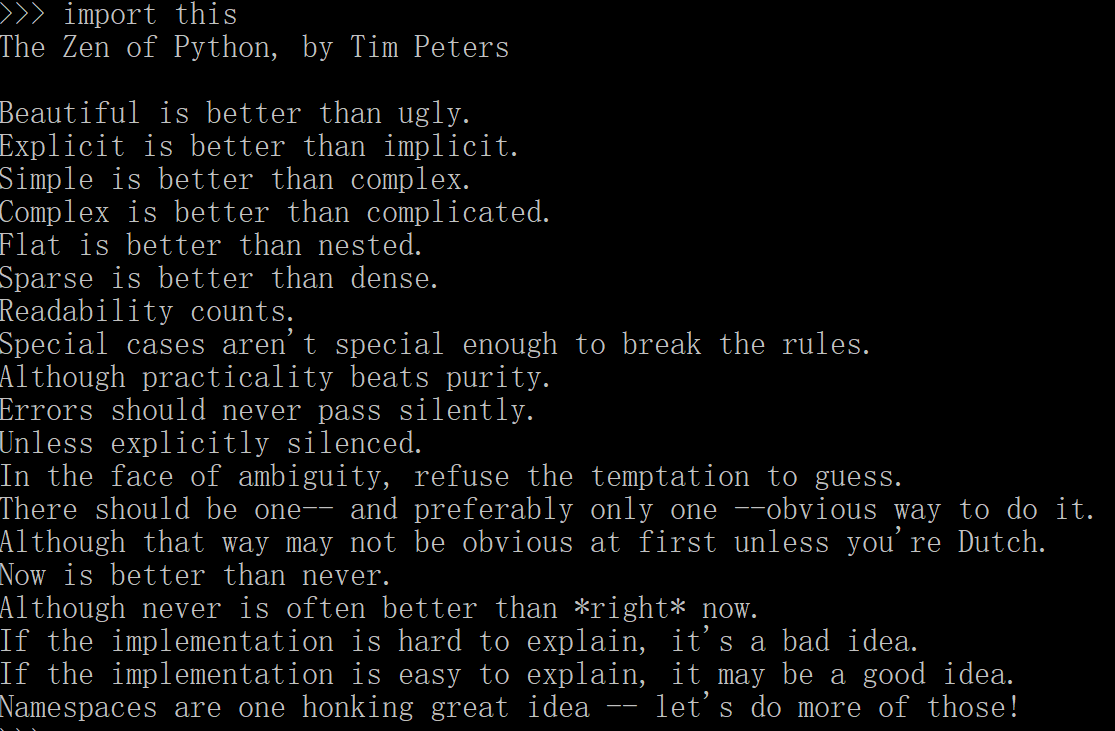 >>> import this
The Zen of Python, by Tim Peters

Beautiful is better than ugly.
Explicit is better than implicit.
Simple is better than complex.
Complex is better than complicated.
Flat is better than nested.
Sparse is better than dense.
Readability counts.
Special cases aren't special enough to break the rules.
Although practicality beats purity.
Errors should never pass silently.
Unless explicitly silenced.
In the face of ambiguity, refuse the temptation to guess.
There should be one-- and preferably only one --obvious way to do it.
Although that way may not be obvious at first unless you're Dutch.
Now is better than never.
Although never is often better than *right* now.
If the implementation is hard to explain, it's a bad idea.
If the implementation is easy to explain, it may be a good idea.
Namespaces are one honking great idea -- let's do more of those!
>>>